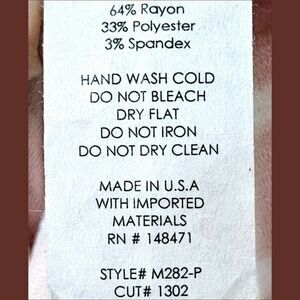 64% Rayon
33% Polyester
3% Spandex
HAND WASH COLD
DO NOT BLEACH
DRY FLAT
DO NOT IRON
DO NOT DRY CLEAN
MADE IN U.S.A
WITH IMPORTED
MATERIALS
RN # 148471
STYLE# M282-P
CUT# 1302